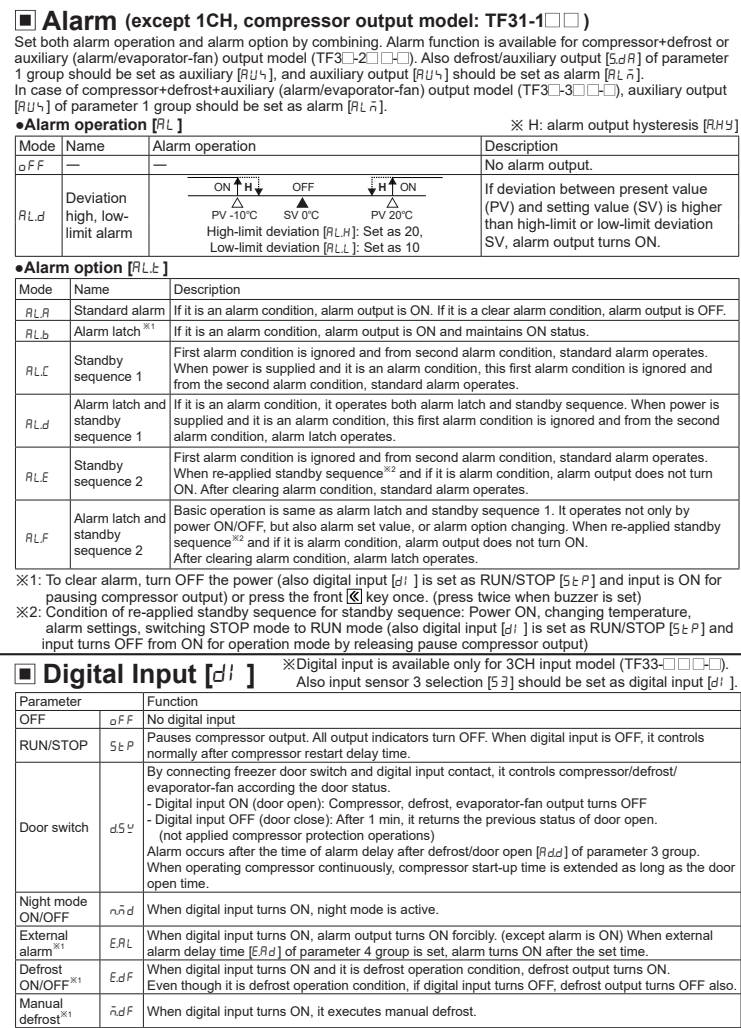 ■ Alarm (except 1CH, compressor output model: TF31-1□□)
Set both alarm operation and alarm option by combining. Alarm function is available for compressor+defrost or
auxiliary (alarm/evaporator-fan) output model (TF3□-2□□-□). Also defrost/auxiliary output [5.dA] of parameter
1 group should be set as auxiliary [AU5], and auxiliary output [AU5] should be set as alarm [ALM].
In case of compressor+defrost+auxiliary (alarm/evaporator-fan) output model (TF3□-3□□-□), auxiliary output
[AU5] of parameter 1 group should be set as alarm [ALM].
●Alarm operation [AL] ※ H: alarm output hysteresis [AHY]
Mode Name Alarm operation Description
oFF — — No alarm output.
AL.d
Deviation
high, low-
limit alarm
ON H OFF H ON
PV -10℃ SV 0℃ PV 20℃
High-limit deviation [AL.H]: Set as 20,
Low-limit deviation [AL.L]: Set as 10
If deviation between present value
(PV) and setting value (SV) is higher
than high-limit or low-limit deviation
SV, alarm output turns ON.
●Alarm option [AL.t]
Mode Name Description
AL.A Standard alarm If it is an alarm condition, alarm output is ON. If it is a clear alarm condition, alarm output is OFF.
AL.b Alarm latch※1 If it is an alarm condition, alarm output is ON and maintains ON status.
AL.C
Standby
sequence 1
First alarm condition is ignored and from second alarm condition, standard alarm operates.
When power is supplied and it is an alarm condition, this first alarm condition is ignored and
from the second alarm condition, standard alarm operates.
AL.d
Alarm latch and
standby
sequence 1
If it is an alarm condition, it operates both alarm latch and standby sequence. When power is
supplied and it is an alarm condition, this first alarm condition is ignored and from the second
alarm condition, alarm latch operates.
AL.E
Standby
sequence 2
First alarm condition is ignored and from second alarm condition, standard alarm operates.
When re-applied standby sequence※2 and if it is alarm condition, alarm output does not turn
ON. After clearing alarm condition, standard alarm operates.
AL.F
Alarm latch and
standby
sequence 2
Basic operation is same as alarm latch and standby sequence 1. It operates not only by
power ON/OFF, but also alarm set value, or alarm option changing. When re-applied standby
sequence※2 and if it is alarm condition, alarm output does not turn ON.
After clearing alarm condition, alarm latch operates.
※1: To clear alarm, turn OFF the power (also digital input [dI] is set as RUN/STOP [StP] and input is ON for
pausing compressor output) or press the front ≪ key once. (press twice when buzzer is set)
※2: Condition of re-applied standby sequence for standby sequence: Power ON, changing temperature,
alarm settings, switching STOP mode to RUN mode (also digital input [dI] is set as RUN/STOP [StP] and
input turns OFF from ON for operation mode by releasing pause compressor output)
■ Digital Input [dI] ※Digital input is available only for 3CH input model (TF33-□□□-□).
Also input sensor 3 selection [S3] should be set as digital input [dI].
Parameter Function
OFF oFF No digital input
RUN/STOP StP
Pauses compressor output. All output indicators turn OFF. When digital input is OFF, it controls
normally after compressor restart delay time.
Door switch d.SW
By connecting freezer door switch and digital input contact, it controls compressor/defrost/
evaporator-fan according the door status.
- Digital input ON (door open): Compressor, defrost, evaporator-fan output turns OFF
- Digital input OFF (door close): After 1 min, it returns the previous status of door open.
(not applied compressor protection operations)
Alarm occurs after the time of alarm delay after defrost/door open [Ad.d] of parameter 3 group.
When operating compressor continuously, compressor start-up time is extended as long as the door
open time.
Night mode
ON/OFF
n.Md When digital input turns ON, night mode is active.
External
alarm※1
E.AL
When digital input turns ON, alarm output turns ON forcibly. (except alarm is ON) When external
alarm delay time [E.Ad] of parameter 4 group is set, alarm turns ON after the set time.
Defrost
ON/OFF※1
E.dF
When digital input turns ON and it is defrost operation condition, defrost output turns ON.
Even though it is defrost operation condition, if digital input turns OFF, defrost output turns OFF also.
Manual
defrost※1
M.dF When digital input turns ON, it executes manual defrost.